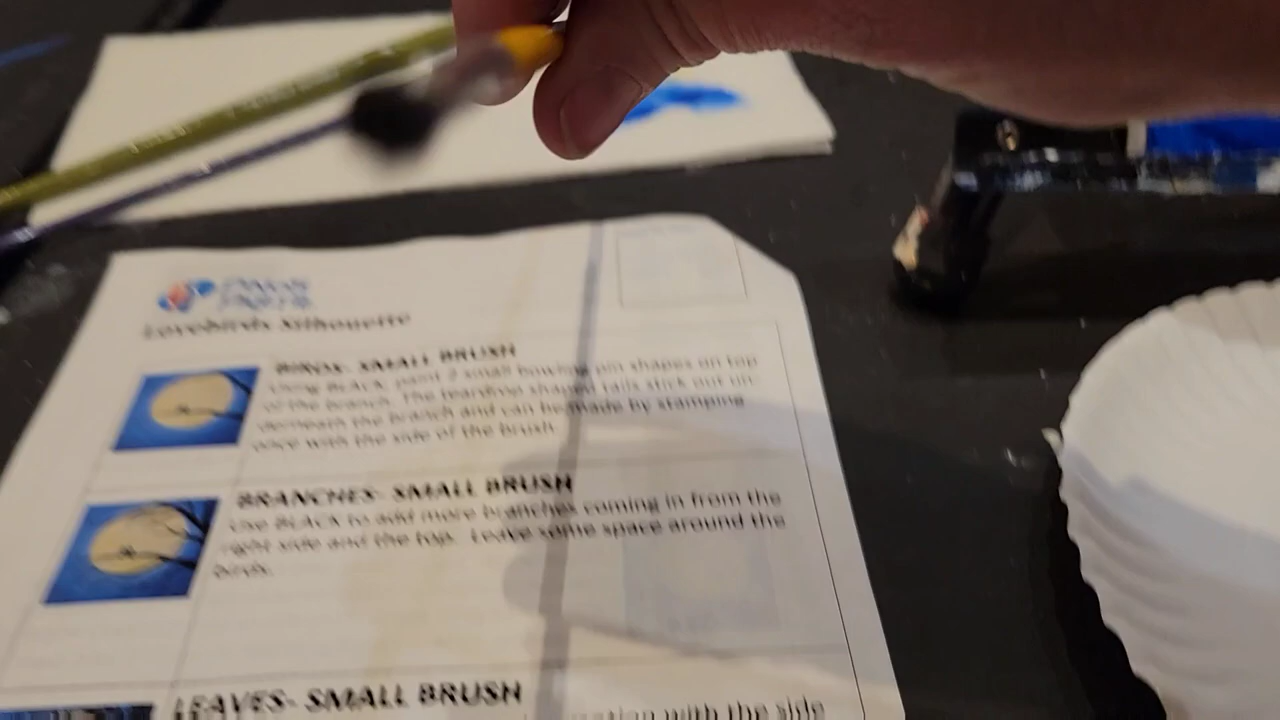 Lovebirds Silhouette
BIRDS- SMALL BRUSH
Using BLACK, paint 2 small bowling pin shapes on top
of the branch. The teardrop shaped tails stick out un-
derneath the branch and can be made by stamping
once with the side of the brush.
BRANCHES- SMALL BRUSH
Use BLACK to add more branches coming in from the
right side and the top. Leave some space around the
birds.
LEAVES- SMALL BRUSH
with the side